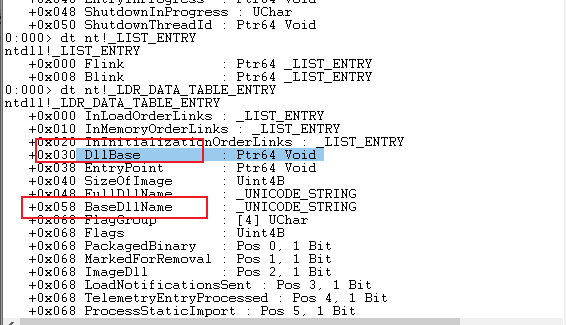 +0x048 ShutdownInProgress : UChar
+0x050 ShutdownThreadId : Ptr64 Void
0:000> dt nt!_LIST_ENTRY
ntdll!_LIST_ENTRY
+0x000 Flink : Ptr64 _LIST_ENTRY
+0x008 Blink : Ptr64 _LIST_ENTRY
0:000> dt nt!_LDR_DATA_TABLE_ENTRY
ntdll!_LDR_DATA_TABLE_ENTRY
+0x000 InLoadOrderLinks : _LIST_ENTRY
+0x010 InMemoryOrderLinks : _LIST_ENTRY
+0x020 InInitializationOrderLinks : _LIST_ENTRY
+0x030 DllBase : Ptr64 Void
+0x038 EntryPoint : Ptr64 Void
+0x040 SizeOfImage : Uint4B
+0x048 FullDllName : _UNICODE_STRING
+0x058 BaseDllName : _UNICODE_STRING
+0x068 FlagGroup : [4] UChar
+0x068 Flags : Uint4B
+0x068 PackagedBinary : Pos 0, 1 Bit
+0x068 MarkedForRemoval : Pos 1, 1 Bit
+0x068 ImageDll : Pos 2, 1 Bit
+0x068 LoadNotificationsSent : Pos 3, 1 Bit
+0x068 TelemetryEntryProcessed : Pos 4, 1 Bit
+0x068 ProcessStaticImport : Pos 5, 1 Bit